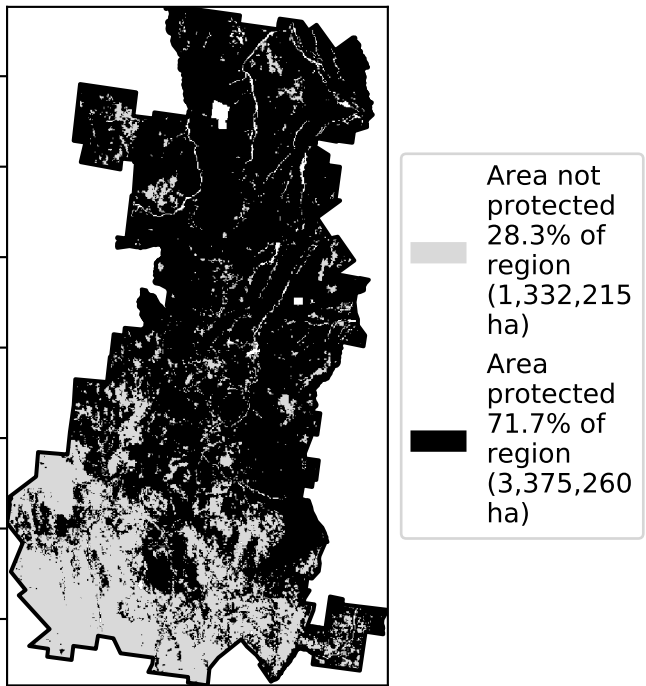 Area not
protected
28.3% of
region
(1,332,215
ha)
Area
protected
71.7% of
region
(3,375,260
ha)